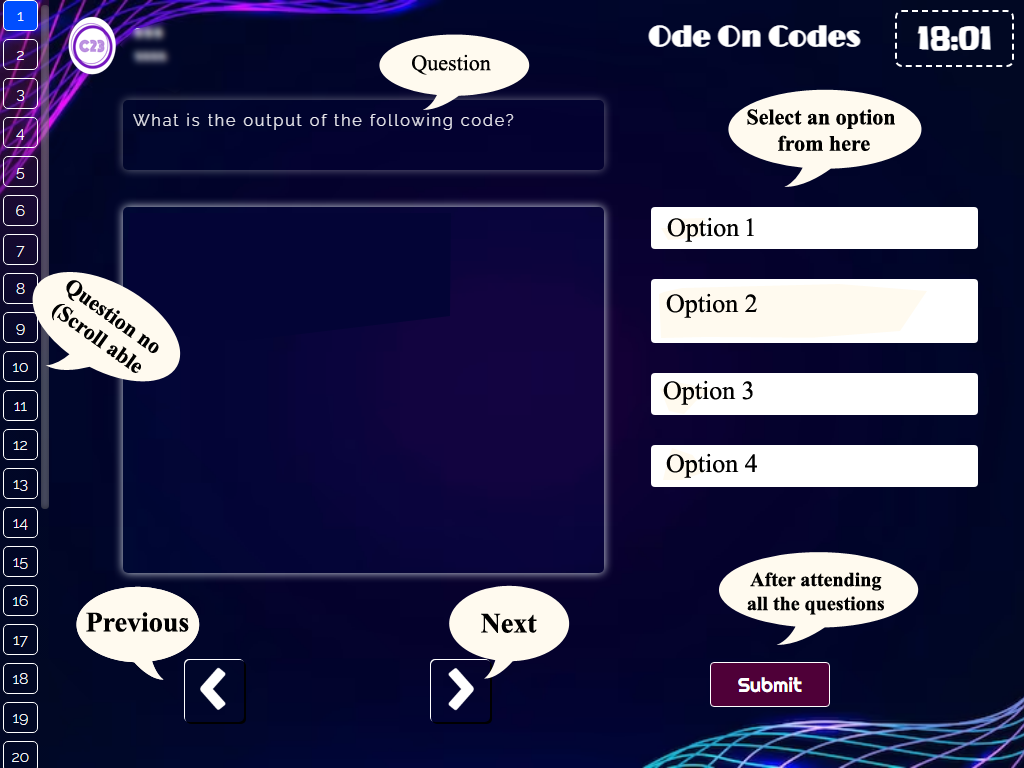 1
2
3
4
5
6
7
8
9
10
11
12
13
14
15
16
17
18
19
20
C23
Ode On Codes
18:01
Question
What is the output of the following code?
Select an option
from here
Option 1
Option 2
Option 3
Option 4
Question no
(Scroll able
Previous
Next
After attending
all the questions
Submit